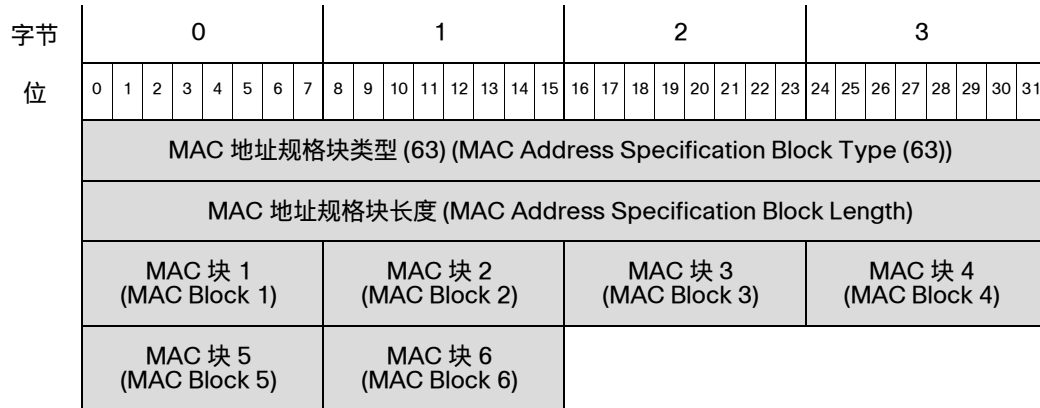 字节 0 1 2 3
位 0 1 2 3 4 5 6 7 8 9 10 11 12 13 14 15 16 17 18 19 20 21 22 23 24 25 26 27 28 29 30 31
MAC 地址规格块类型 (63) (MAC Address Specification Block Type (63))
MAC 地址规格块长度 (MAC Address Specification Block Length)
MAC 块 1 MAC 块 2 MAC 块 3 MAC 块 4
(MAC Block 1) (MAC Block 2) (MAC Block 3) (MAC Block 4)
MAC 块 5 MAC 块 6
(MAC Block 5) (MAC Block 6)